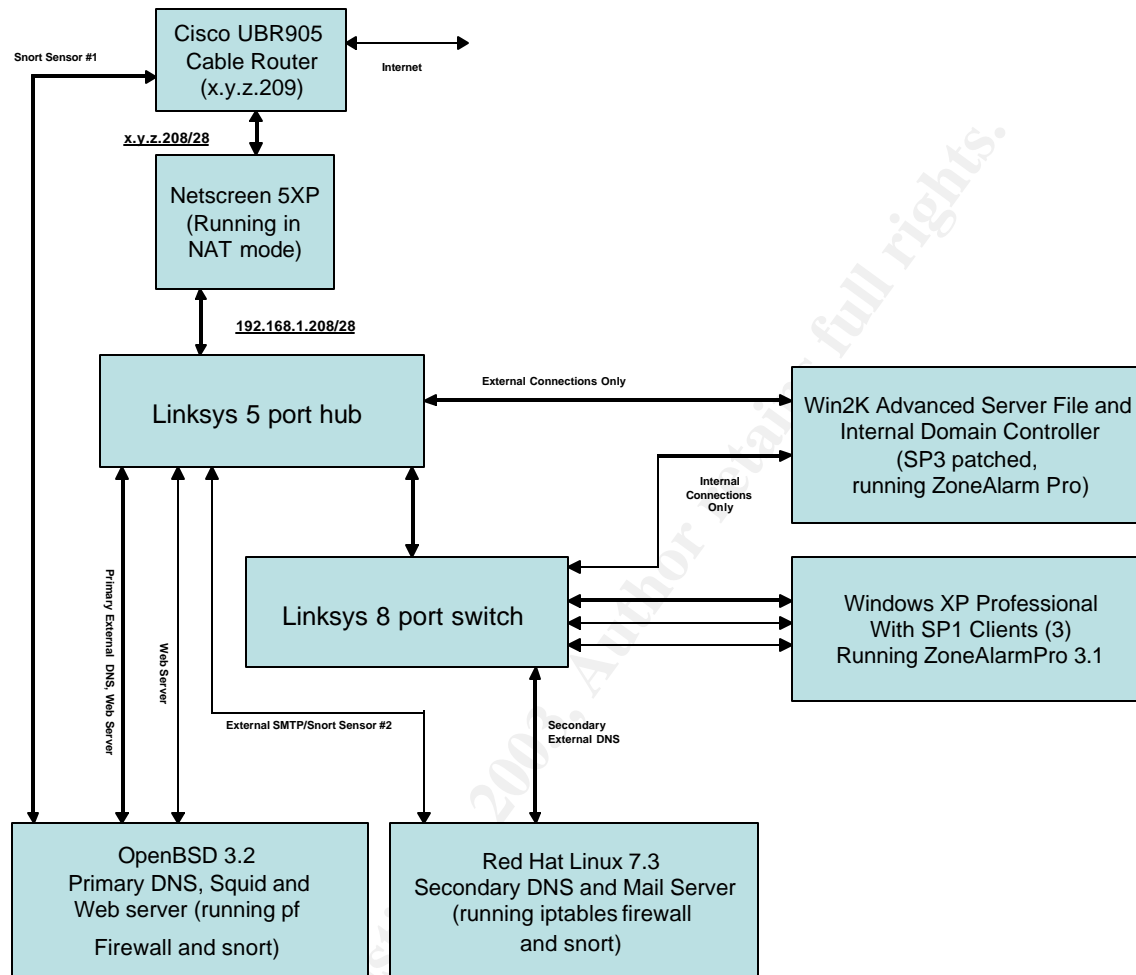 Cisco UBR905
Cable Router
(x.y.z.209)
Snort Sensor #1
Internet
x.y.z.208/28
Netscreen 5XP
(Running in
NAT mode)
192.168.1.208/28
Linksys 5 port hub
External Connections Only
Win2K Advanced Server File and
Internal Domain Controller
(SP3 patched,
running ZoneAlarm Pro)
Internal
Connections
Only
Linksys 8 port switch
Windows XP Professional
With SP1 Clients (3)
Running ZoneAlarmPro 3.1
Primary External
DNS, Web Server
Web Server
External SMTP/Snort Sensor #2
Secondary
External DNS
OpenBSD 3.2
Primary DNS, Squid and
Web server (running pf
Firewall and snort)
Red Hat Linux 7.3
Secondary DNS and Mail Server
(running iptables firewall
and snort)
2003, Author retains full rights.